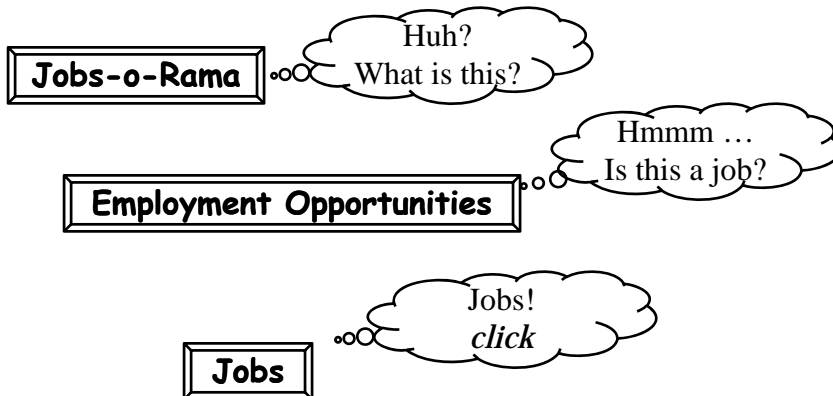 Huh?
What is this?
Jobs-o-Rama
Hmmm …
Is this a job?
Employment Opportunities
Jobs!
click
Jobs